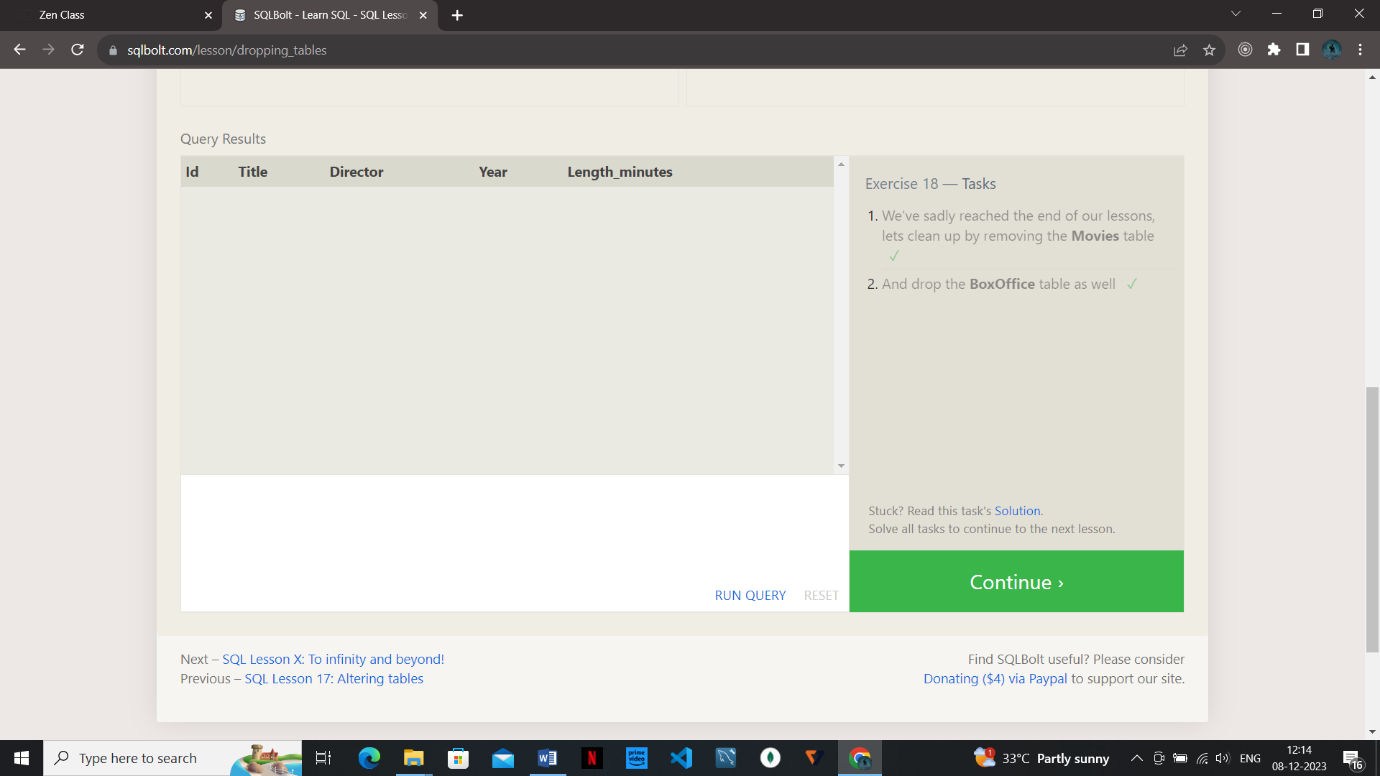 Zen Class
SQLBolt - Learn SQL - SQL Lesso
sqlbolt.com/lesson/dropping_tables
Query Results
Id Title Director Year Length_minutes
Exercise 18 — Tasks
1. We've sadly reached the end of our lessons,
lets clean up by removing the Movies table
✓
2. And drop the BoxOffice table as well ✓
Stuck? Read this task's Solution.
Solve all tasks to continue to the next lesson.
RUN QUERY RESET
Continue ›
Next – SQL Lesson X: To infinity and beyond!
Previous – SQL Lesson 17: Altering tables
Find SQLBolt useful? Please consider
Donating ($4) via Paypal to support our site.
Type here to search
prime video
1
33°C Partly sunny
ENG
12:14
08-12-2023
16